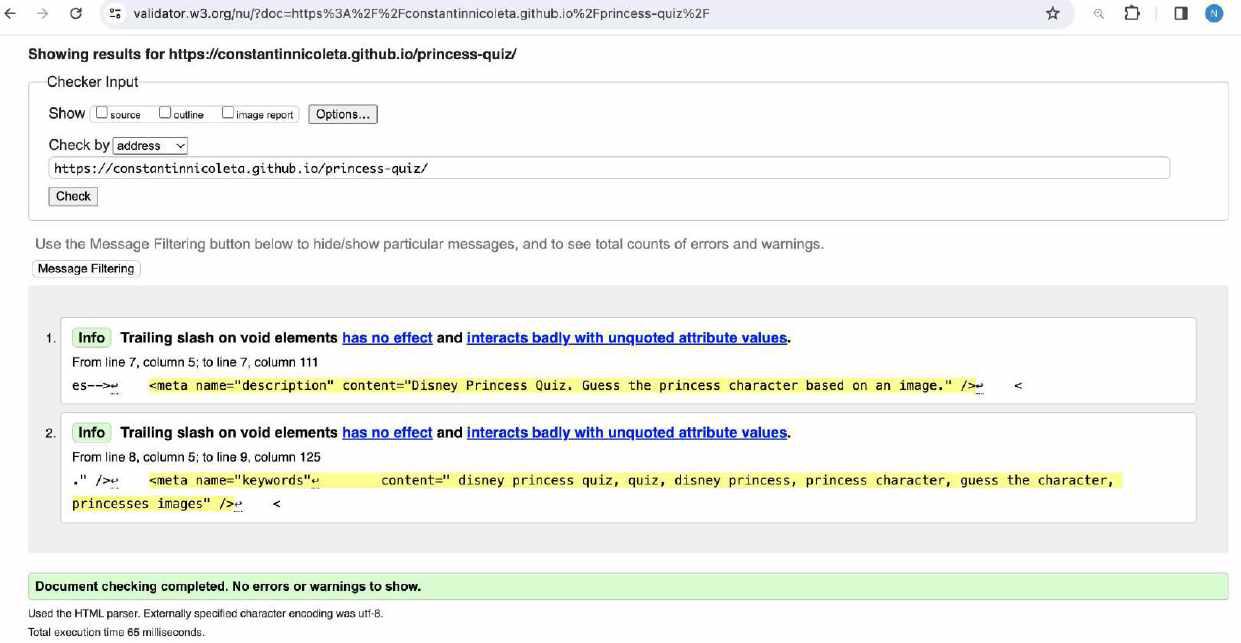 validator.w3.org/nu/?doc=https%3A%2F%2Fconstantinnicoleta.github.io%2Fprincess-quiz%2F
N
Showing results for https://constantinnicoleta.github.io/princess-quiz/
Checker Input
Show source outline image report Options...
Check by address
https://constantinnicoleta.github.io/princess-quiz/
Check
Use the Message Filtering button below to hide/show particular messages, and to see total counts of errors and warnings.
Message Filtering
1. Info Trailing slash on void elements has no effect and interacts badly with unquoted attribute values.
From line 7, column 5; to line 7, column 111
es-->↩ <meta name="description" content="Disney Princess Quiz. Guess the princess character based on an image." />↩ <
2. Info Trailing slash on void elements has no effect and interacts badly with unquoted attribute values.
From line 8, column 5; to line 9, column 125
." />↩ <meta name="keywords"↩ content=" disney princess quiz, quiz, disney princess, princess character, guess the character,
princesses images" />↩ <
Document checking completed. No errors or warnings to show.
Used the HTML parser. Externally specified character encoding was utf-8.
Total execution time 65 milliseconds.